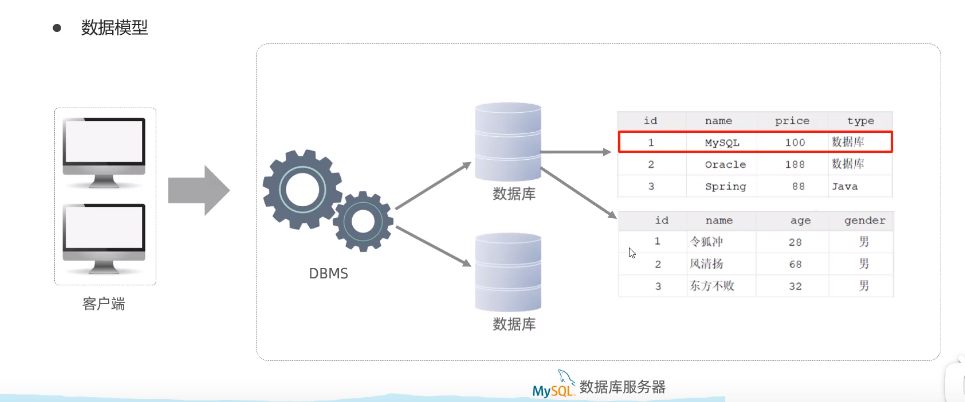 数据模型
客户端
DBMS
数据库
数据库
id name price type
1 MySQL 100 数据库
2 Oracle 188 数据库
3 Spring 88 Java
id name age gender
1 令狐冲 28 男
2 风清扬 68 男
3 东方不败 32 男
MySQL 数据库服务器